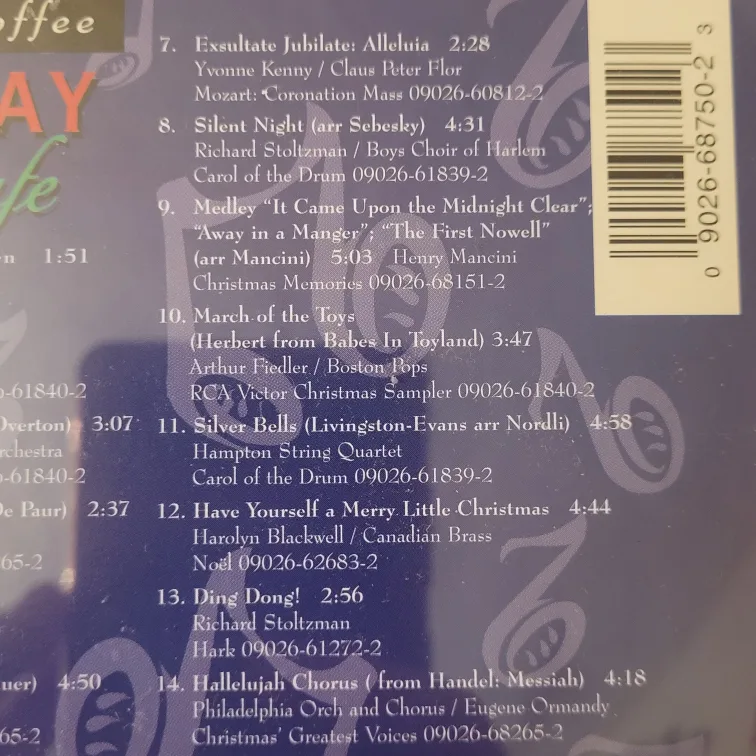 offee
AY
afe
on 1:51
0-61840-2
Overton) 3:07
rchestra
0-61840-2
De Paur) 2:37
65-2
uer) 4:50
65-2
7. Exsultate Jubilate: Alleluia 2:28
Yvonne Kenny / Claus Peter Flor
Mozart: Coronation Mass 09026-60812-2
8. Silent Night (arr Sebesky) 4:31
Richard Stoltzman / Boys Choir of Harlem
Carol of the Drum 09026-61839-2
9. Medley "It Came Upon the Midnight Clear";
"Away in a Manger"; "The First Nowell"
(arr Mancini) 5:03 Henry Mancini
Christmas Memories 09026-68151-2
10. March of the Toys
(Herbert from Babes In Toyland) 3:47
Arthur Fiedler / Boston Pops
RCA Victor Christmas Sampler 09026-61840-2
11. Silver Bells (Livingston-Evans arr Nordli) 4:58
Hampton String Quartet
Carol of the Drum 09026-61839-2
12. Have Yourself a Merry Little Christmas 4:44
Harolyn Blackwell / Canadian Brass
Noël 09026-62683-2
13. Ding Dong! 2:56
Richard Stoltzman
Hark 09026-61272-2
14. Hallelujah Chorus ( from Handel: Messiah) 4:18
Philadelphia Orch and Chorus / Eugene Ormandy
Christmas' Greatest Voices 09026-68265-2
0 9026-68750-2 3